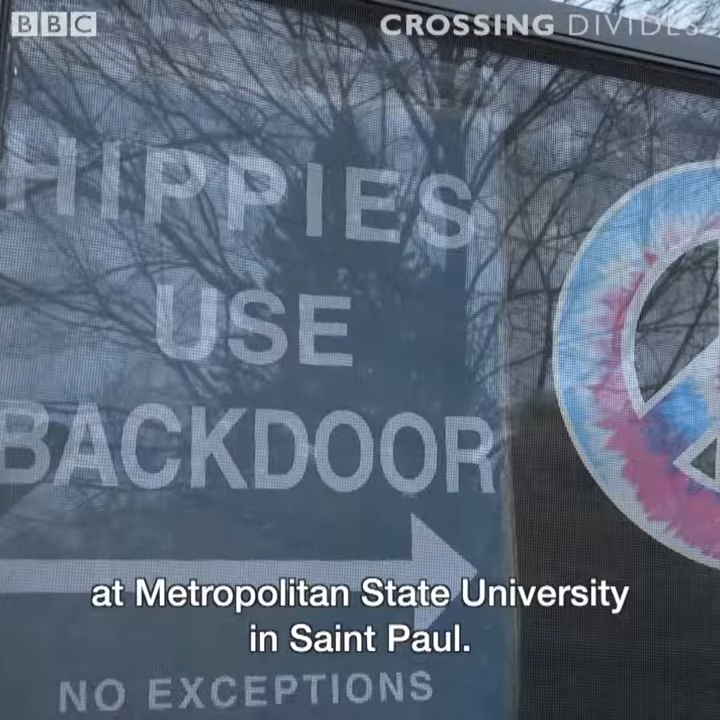 BBC
CROSSING DIVIDES
HIPPIES
USE
BACKDOOR
at Metropolitan State University
in Saint Paul.
NO EXCEPTIONS